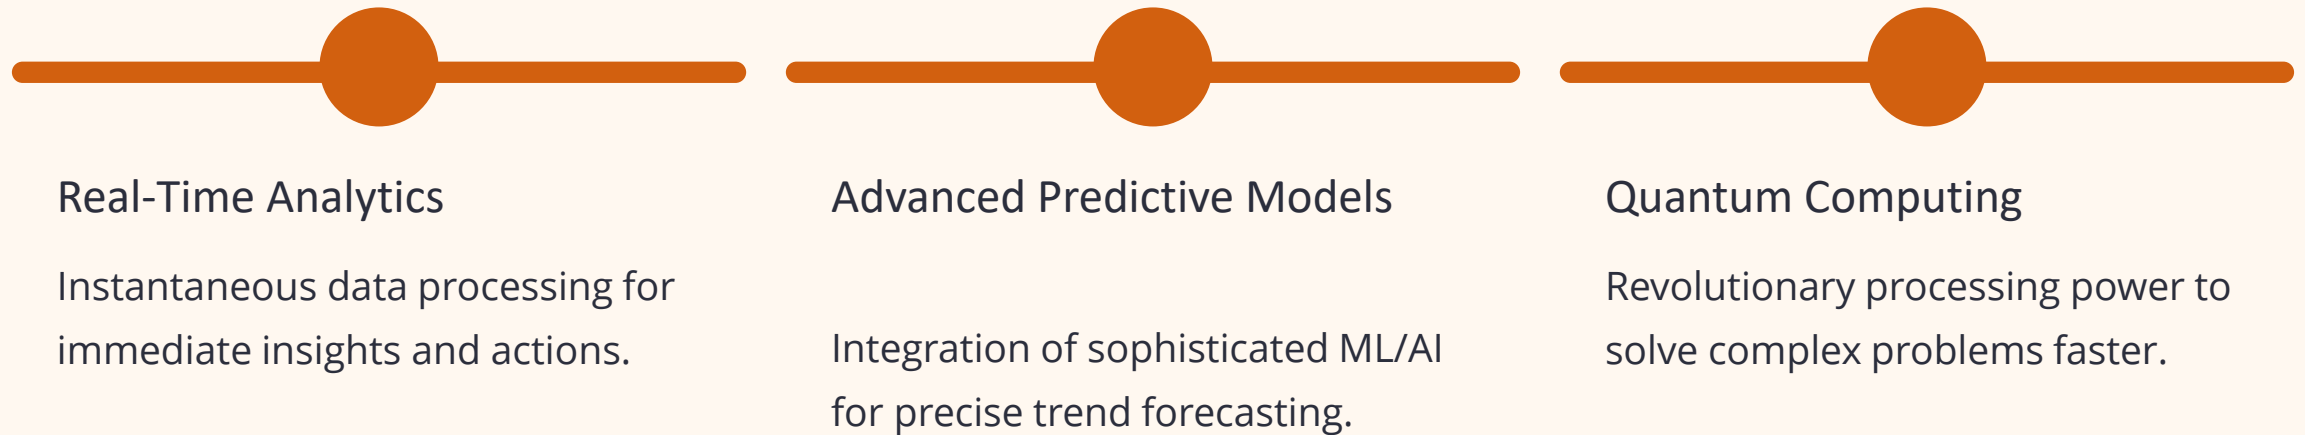 Real-Time Analytics
Instantaneous data processing for
immediate insights and actions.
Advanced Predictive Models
Integration of sophisticated ML/AI
for precise trend forecasting.
Quantum Computing
Revolutionary processing power to
solve complex problems faster.